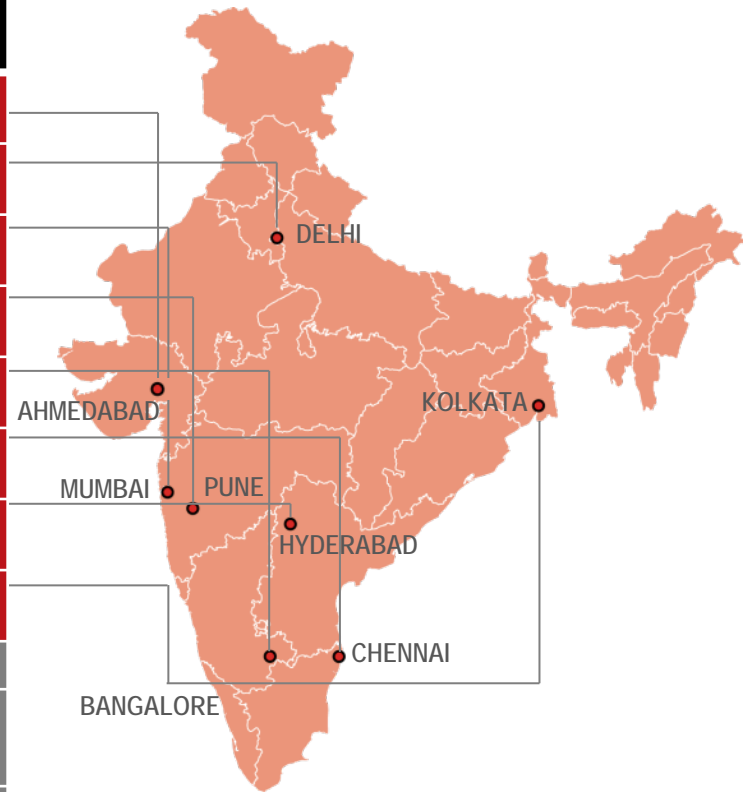 DELHI
AHMEDABAD
KOLKATA
MUMBAI
PUNE
HYDERABAD
CHENNAI
BANGALORE